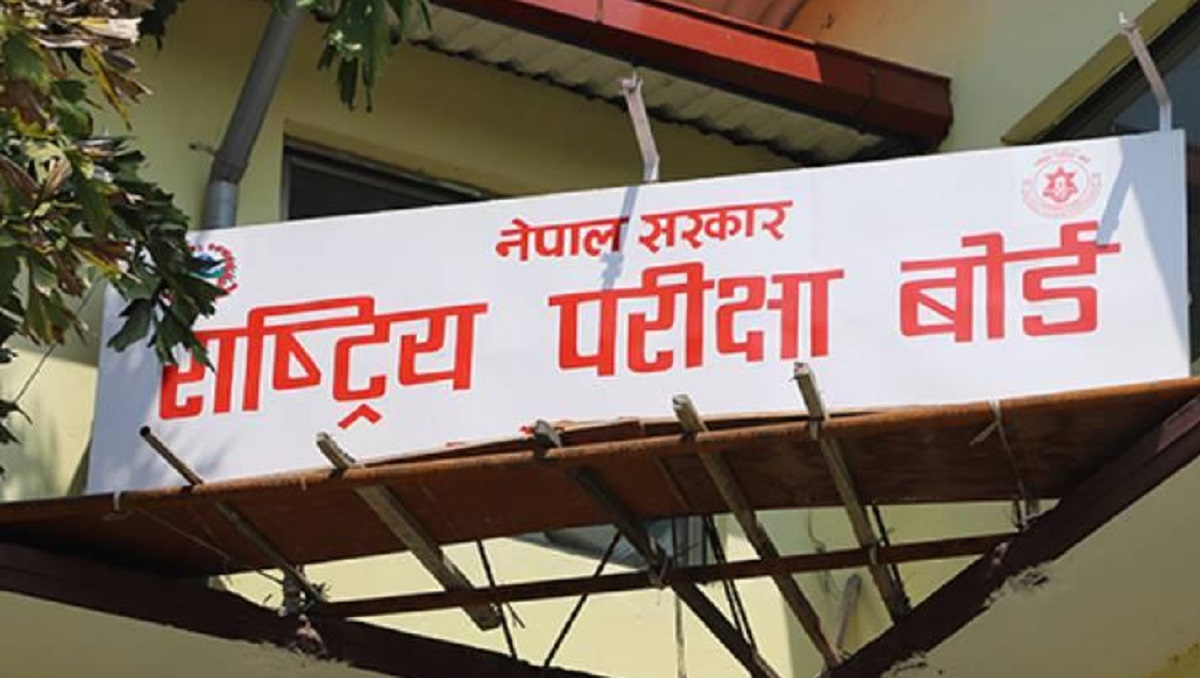 नेपाल सरकार
राष्ट्रिय परीक्षा बोर्ड